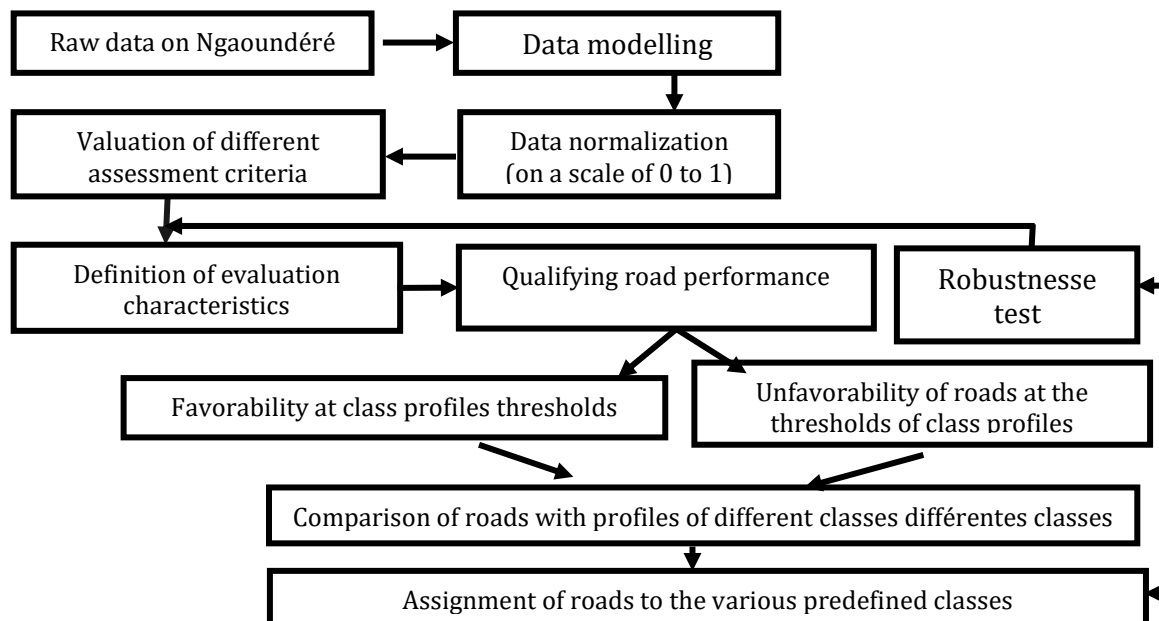 Raw data on Ngaoundéré
Data modelling
Valuation of different
assessment criteria
Data normalization
(on a scale of 0 to 1)
Definition of evaluation
characteristics
Qualifying road performance
Robustnesse
test
Favorability at class profiles thresholds
Unfavorability of roads at the
thresholds of class profiles
Comparison of roads with profiles of different classes différentes classes
Assignment of roads to the various predefined classes